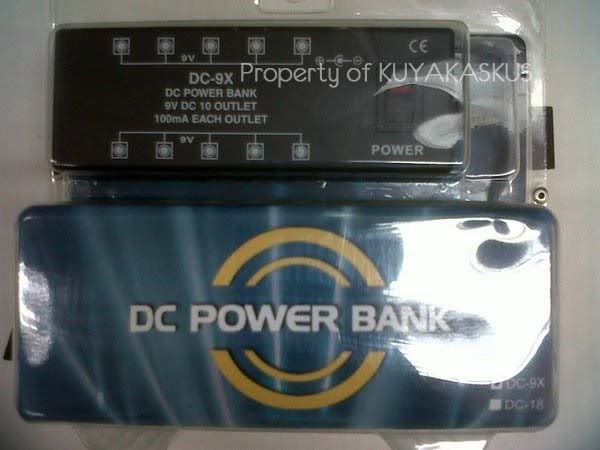 9V
CE
DC-9X
Property of KUYAKASKUS
DC POWER BANK
9V DC 10 OUTLET
100mA EACH OUTLET
9V
POWER
DC POWER BANK
DC-9X
DC-18